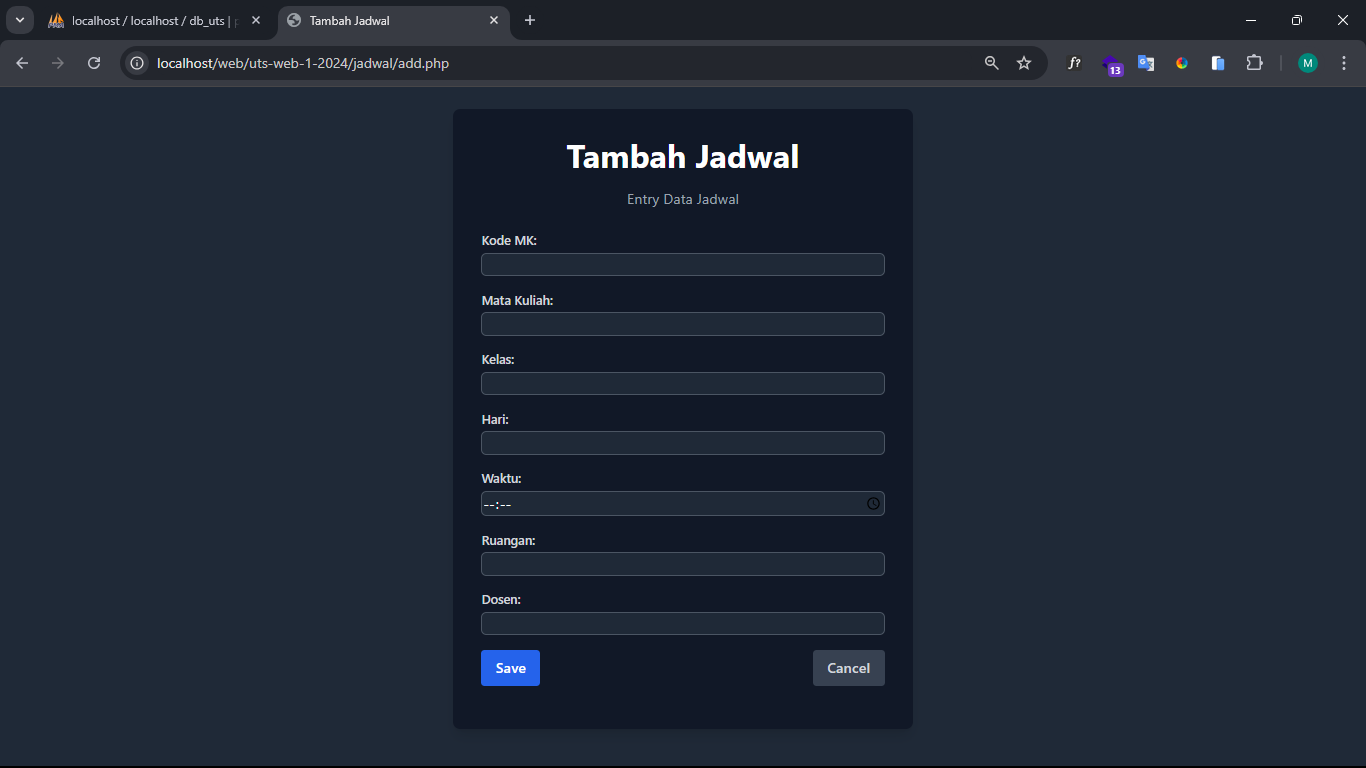 localhost / localhost / db_uts |
Tambah Jadwal
localhost/web/uts-web-1-2024/jadwal/add.php
f?
13
G
M
Tambah Jadwal
Entry Data Jadwal
Kode MK:
Mata Kuliah:
Kelas:
Hari:
Waktu:
--:--
Ruangan:
Dosen:
Save
Cancel